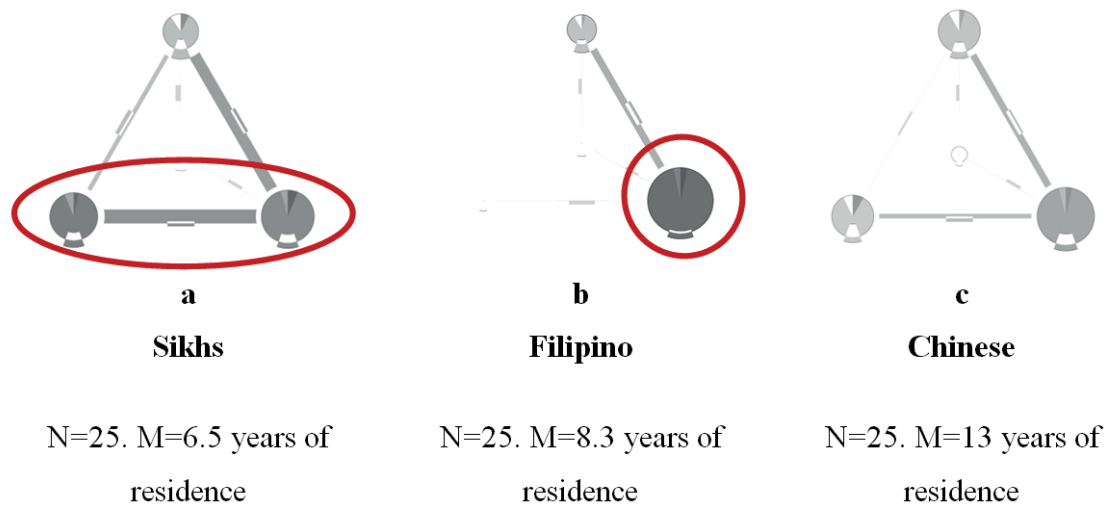 a
b
c
Sikhs
Filipino
Chinese
N=25. M=6.5 years of
residence
N=25. M=8.3 years of
residence
N=25. M=13 years of
residence